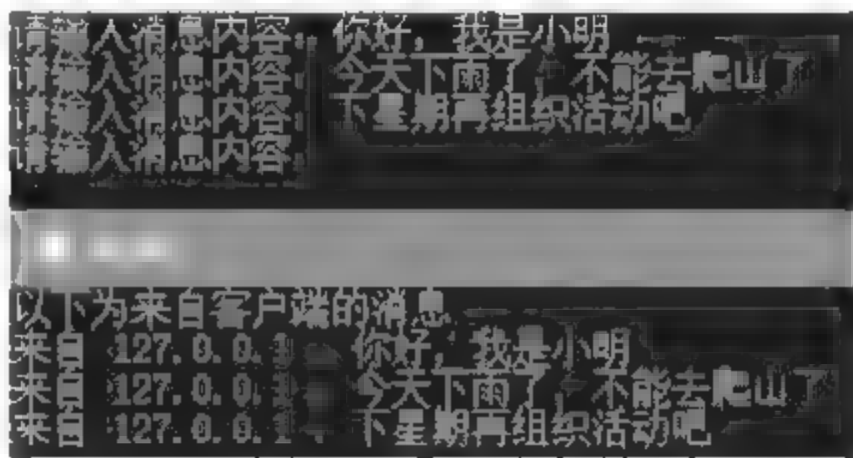 请输入消息内容: 你好, 我是小明
请输入消息内容: 今天下雨了, 不能去爬山了
请输入消息内容: 下星期再组织活动吧
请输入消息内容:
以下为来自客户端的消息
来自 127.0.0.1 : 你好, 我是小明
来自 127.0.0.1 : 今天下雨了, 不能去爬山了
来自 127.0.0.1 : 下星期再组织活动吧